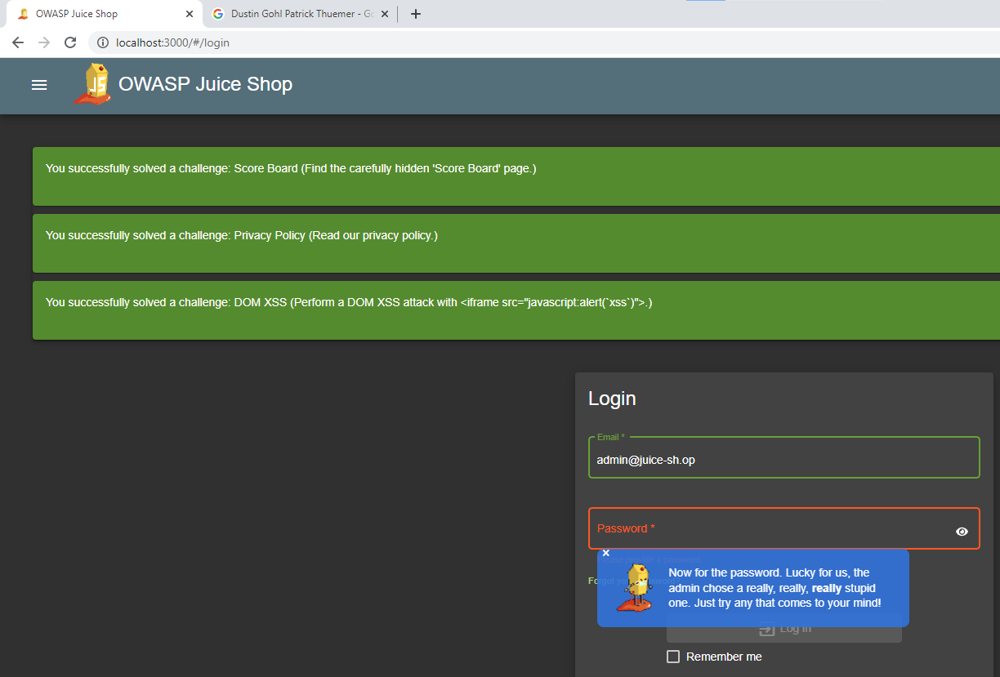 OWASP Juice Shop
Dustin Gohl Patrick Thuemer - Go
localhost:3000/#/login
JS
OWASP Juice Shop
You successfully solved a challenge: Score Board (Find the carefully hidden 'Score Board' page.)
You successfully solved a challenge: Privacy Policy (Read our privacy policy.)
You successfully solved a challenge: DOM XSS (Perform a DOM XSS attack with <iframe src="javascript:alert(`xss`)">.)
Login
Email *
admin@juice-sh.op
Password *
Now for the password. Lucky for us, the
admin chose a really, really, really stupid
one. Just try any that comes to your mind!
Log in
Remember me